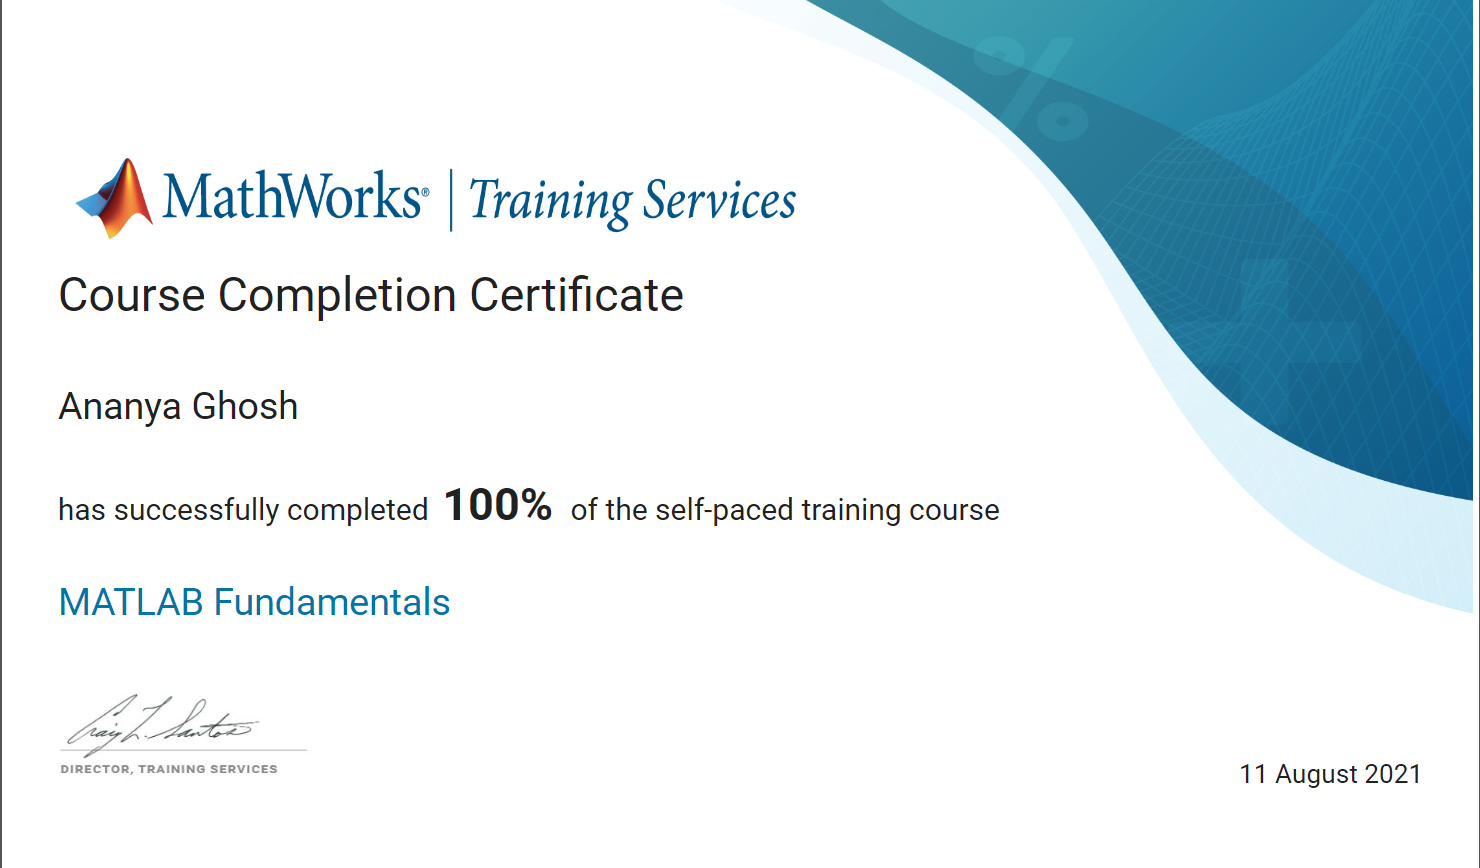 MathWorks® | Training Services
Course Completion Certificate
Ananya Ghosh
has successfully completed 100% of the self-paced training course
MATLAB Fundamentals
Craig L. Santos
DIRECTOR, TRAINING SERVICES
11 August 2021